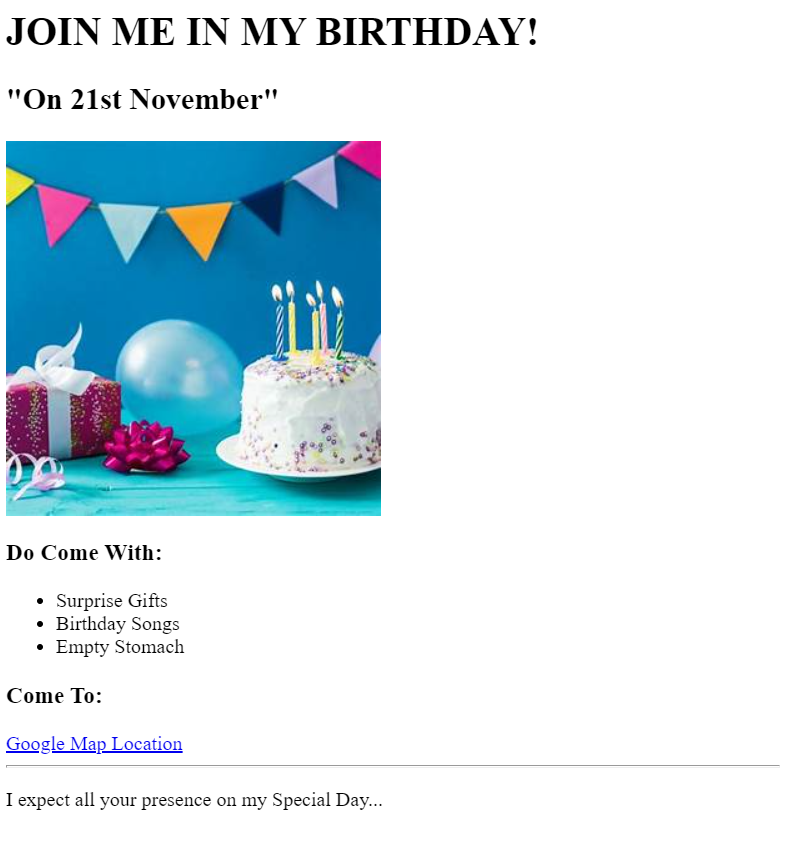 JOIN ME IN MY BIRTHDAY!
"On 21st November"
Do Come With:
Surprise Gifts
Birthday Songs
Empty Stomach
Come To:
Google Map Location
I expect all your presence on my Special Day...